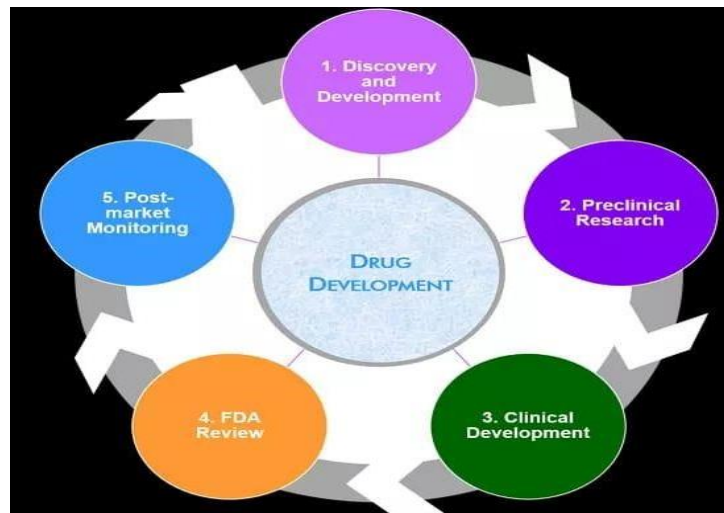 1. Discovery
and
Development
2. Preclinical
Research
3. Clinical
Development
4. FDA
Review
5. Post-
market
Monitoring
DRUG
DEVELOPMENT